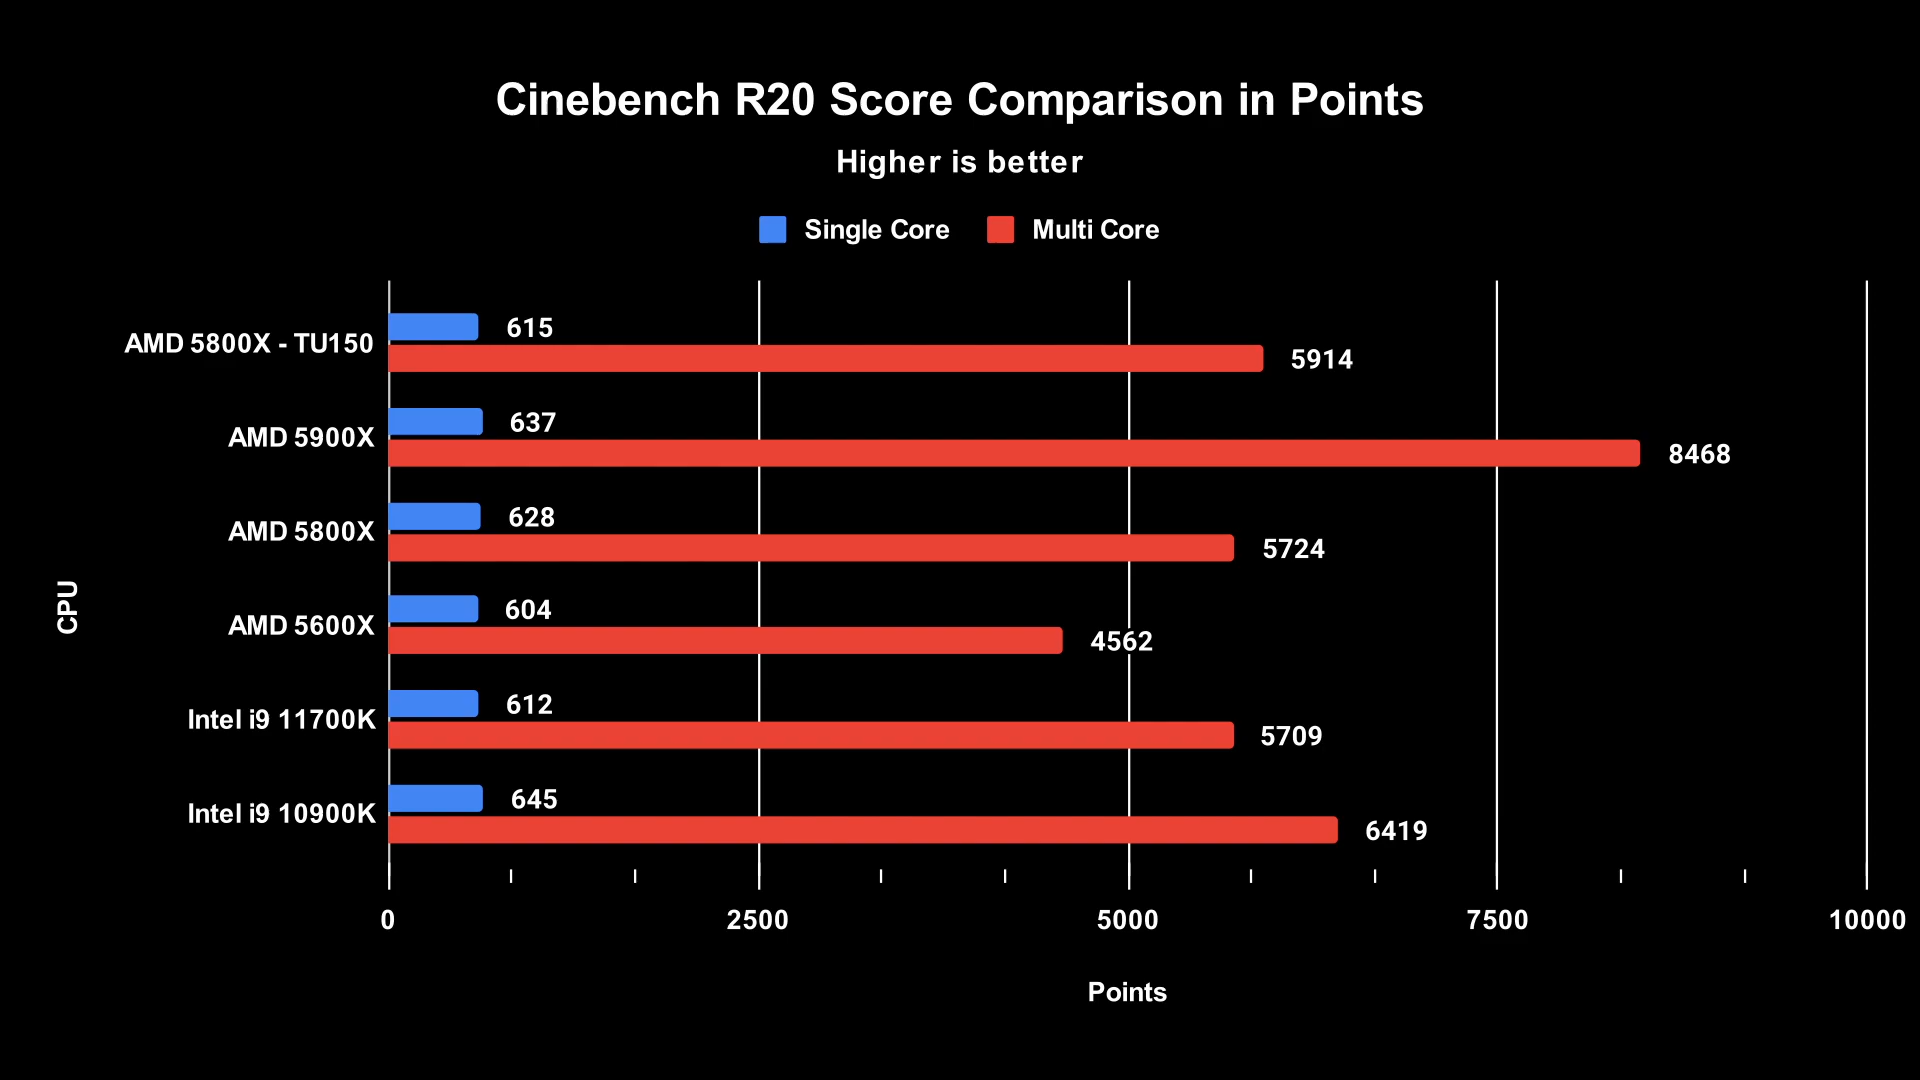 Cinebench R20 Score Comparison in Points
Higher is better
Single Core
Multi Core
AMD 5800X - TU150
615
5914
AMD 5900X
637
8468
AMD 5800X
628
5724
AMD 5600X
604
4562
Intel i9 11700K
612
5709
Intel i9 10900K
645
6419
CPU
0
2500
5000
7500
10000
Points